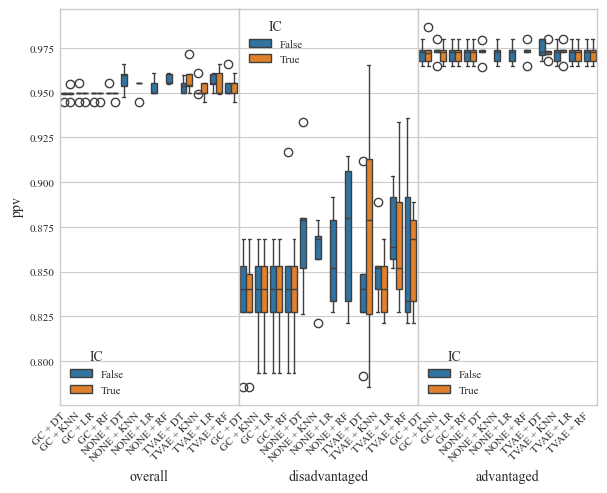 IC
False
True
0.975
0.950
0.925
0.900
0.875
0.850
0.825
0.800
ppv
IC
False
True
IC
False
True
GC + DT
GC + KNN
GC + LR
GC + RF
NONE + DT
NONE + KNN
NONE + LR
NONE + RF
TVAE + DT
TVAE + KNN
TVAE + LR
TVAE + RF
GC + DT
GC + KNN
GC + LR
GC + RF
NONE + DT
NONE + KNN
NONE + LR
NONE + RF
TVAE + DT
TVAE + KNN
TVAE + LR
TVAE + RF
GC + DT
GC + KNN
GC + LR
GC + RF
NONE + DT
NONE + KNN
NONE + LR
NONE + RF
TVAE + DT
TVAE + KNN
TVAE + LR
TVAE + RF
overall
disadvantaged
advantaged